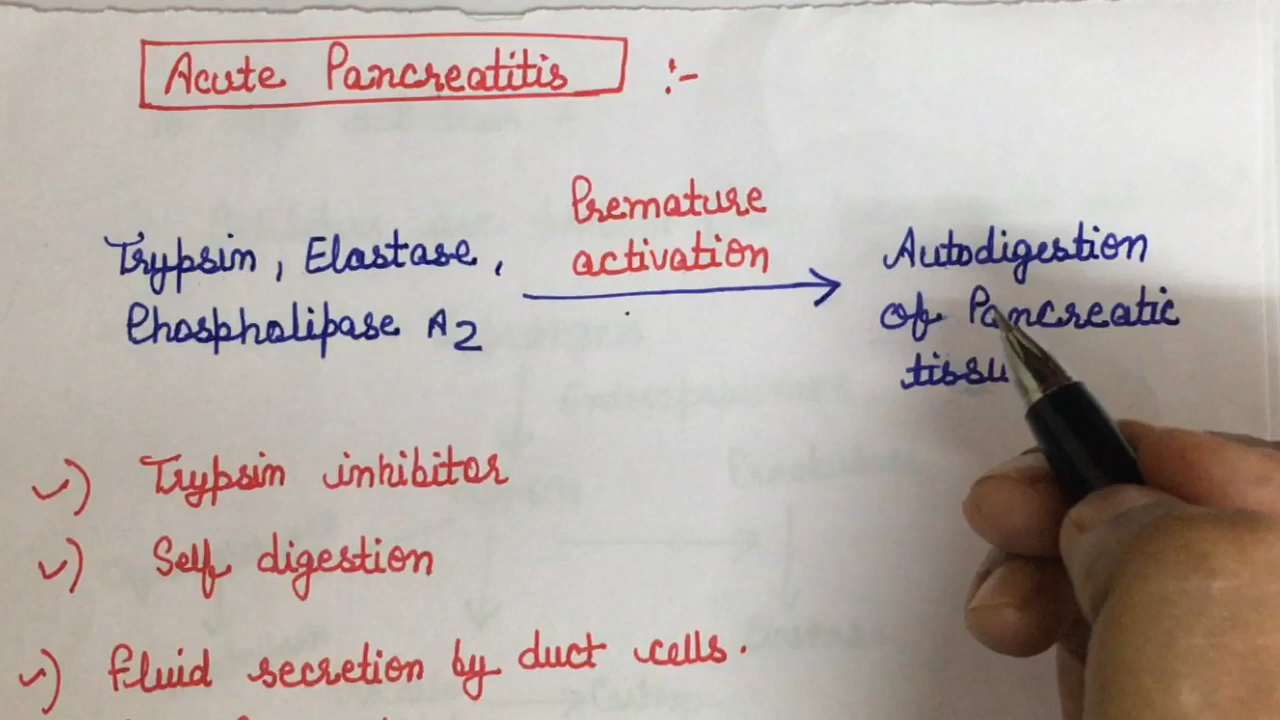 Acute Pancreatitis :-
Premature
activation
Trypsin, Elastase,
Phospholipase A2
Autodigestion
of Pancreatic
tissu
✓) Trypsin inhibitor
✓) Self digestion
✓) fluid secretion by duct cells.